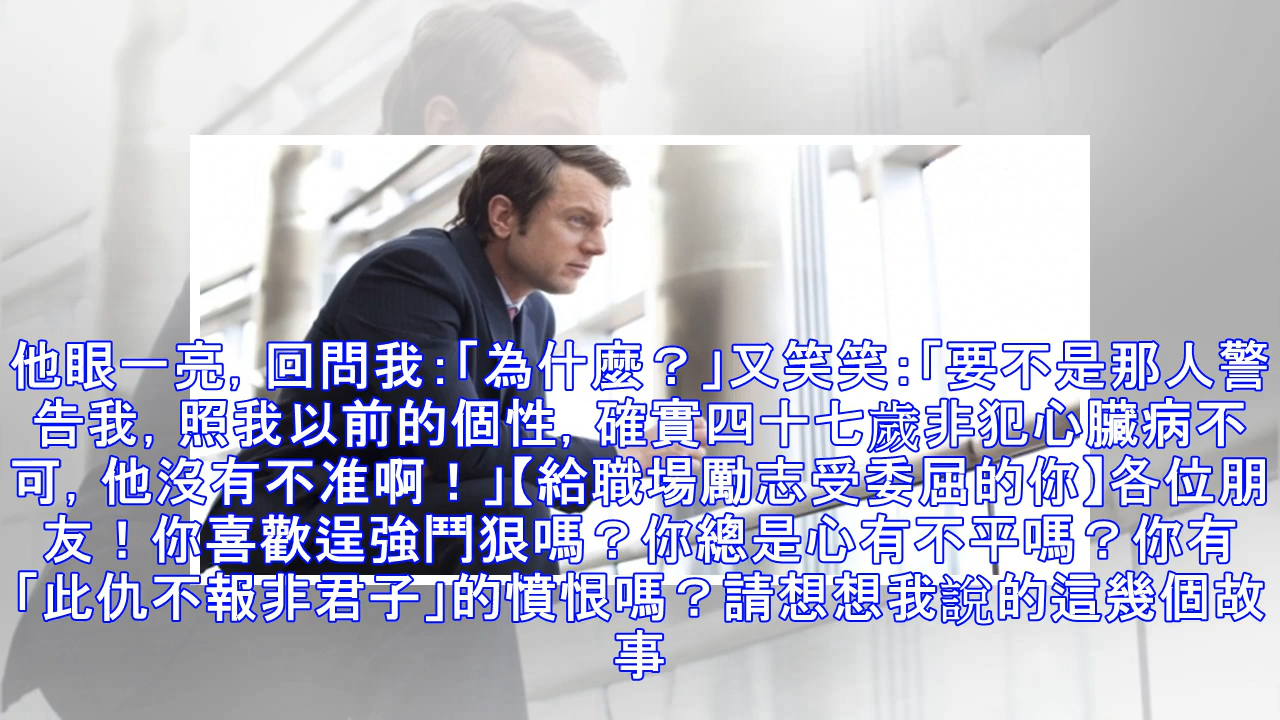 他眼一亮, 回問我:「為什麼？」又笑笑:「要不是那人警
告我, 照我以前的個性, 確實四十七歲非犯心臟病不
可, 他沒有不准啊！」【給職場勵志受委屈的你】各位朋
友！你喜歡逞強鬥狠嗎？你總是心有不平嗎？你有
「此仇不報非君子」的憤恨嗎？請想想我說的這幾個故
事